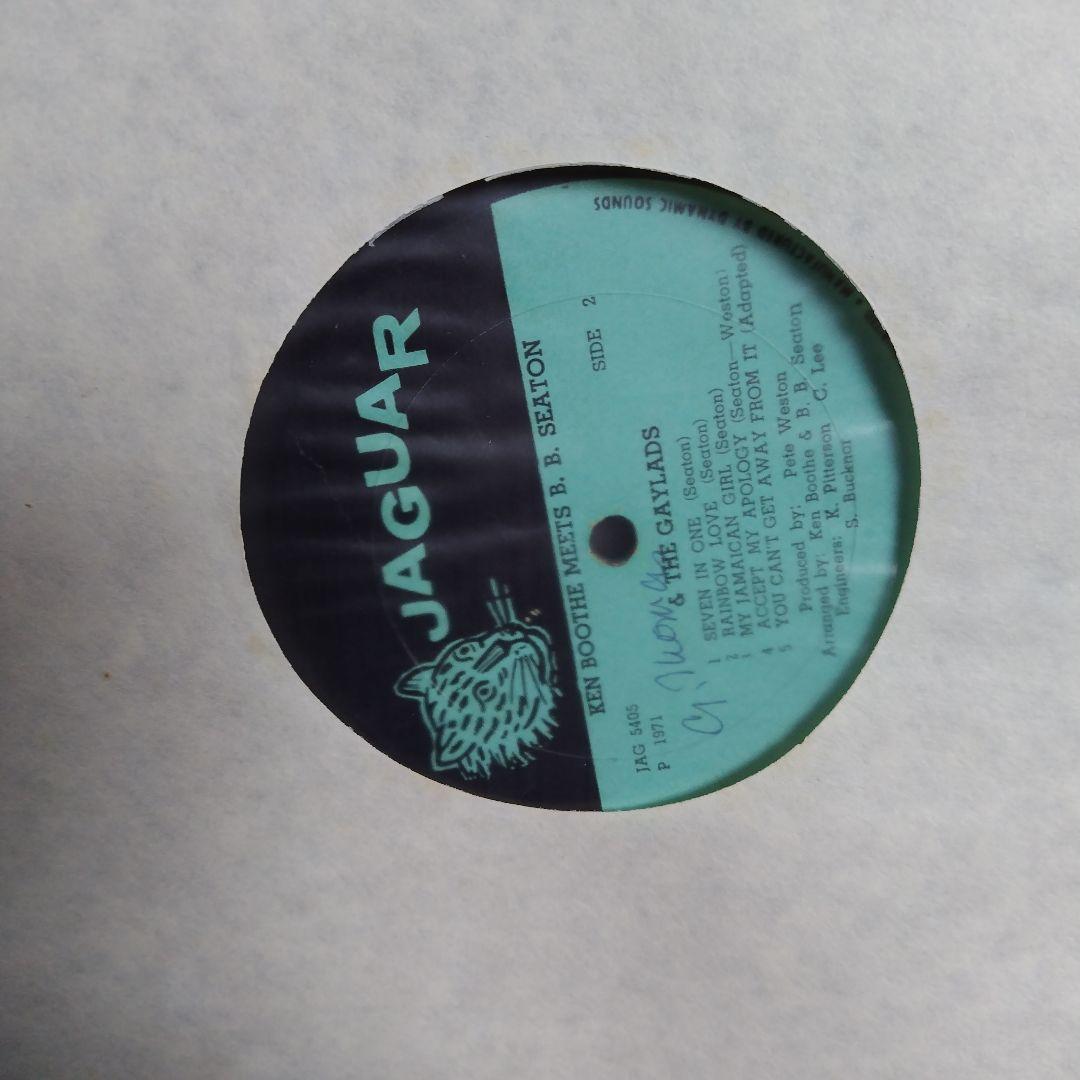 JAGUAR
KEN BOOTHE MEETS B. B. SEATON
& THE GAYLADS
JAG 5405
P 1971
SIDE 2
1 SEVEN IN ONE (Seaton)
2 RAINBOW LOVE (Seaton)
3 MY JAMAICAN GIRL (Seaton)
4 ACCEPT MY APOLOGY (Seaton—Weston)
5 YOU CAN'T GET AWAY FROM IT (Adapted)
Produced by: Pete Weston
Arranged by: Ken Boothe & B. B. Seaton
Engineers: K. Pitterson C. Lee
S. Bucknor
MANUFACTURED BY DYNAMIC SOUNDS